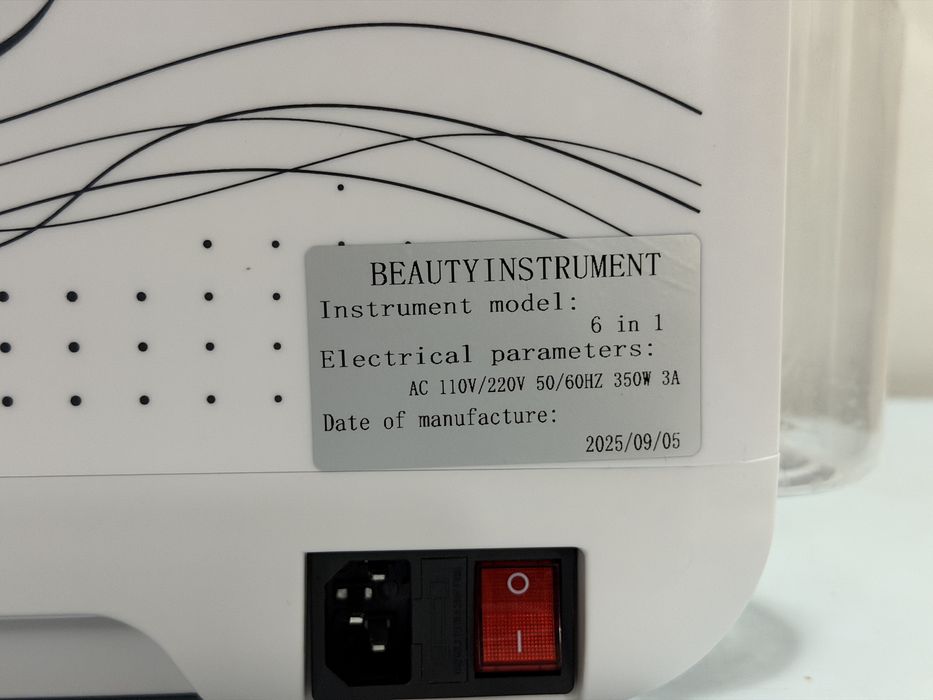 BEAUTYINSTRUMENT
Instrument model:
6 in 1
Electrical parameters:
AC 110V/220V 50/60HZ 350W 3A
Date of manufacture:
2025/09/05